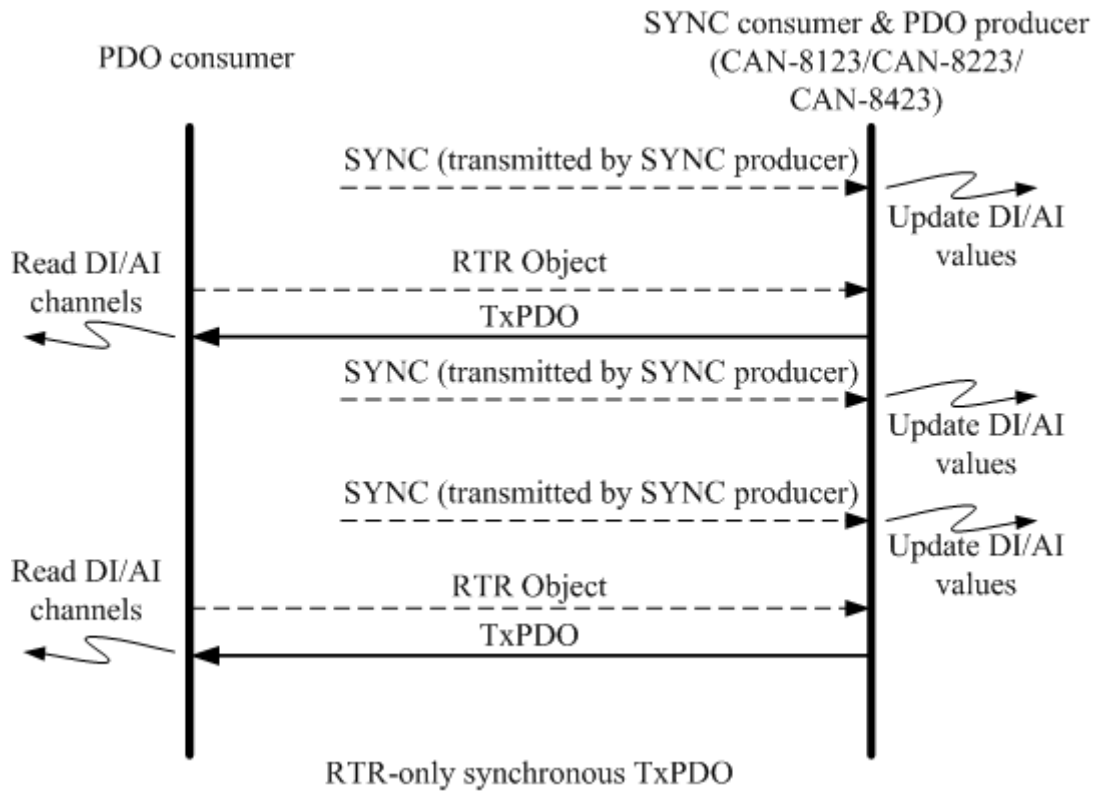 SYNC consumer & PDO producer
PDO consumer
(CAN-8123/CAN-8223/
CAN-8423)
SYNC (transmitted by SYNC producer)
Update DI/AI
values
Read DI/AI
channels
RTR Object
TxPDO
SYNC (transmitted by SYNC producer)
Update DI/AI
values
SYNC (transmitted by SYNC producer)
Update DI/AI
values
Read DI/AI
channels
RTR Object
TxPDO
RTR-only synchronous TxPDO